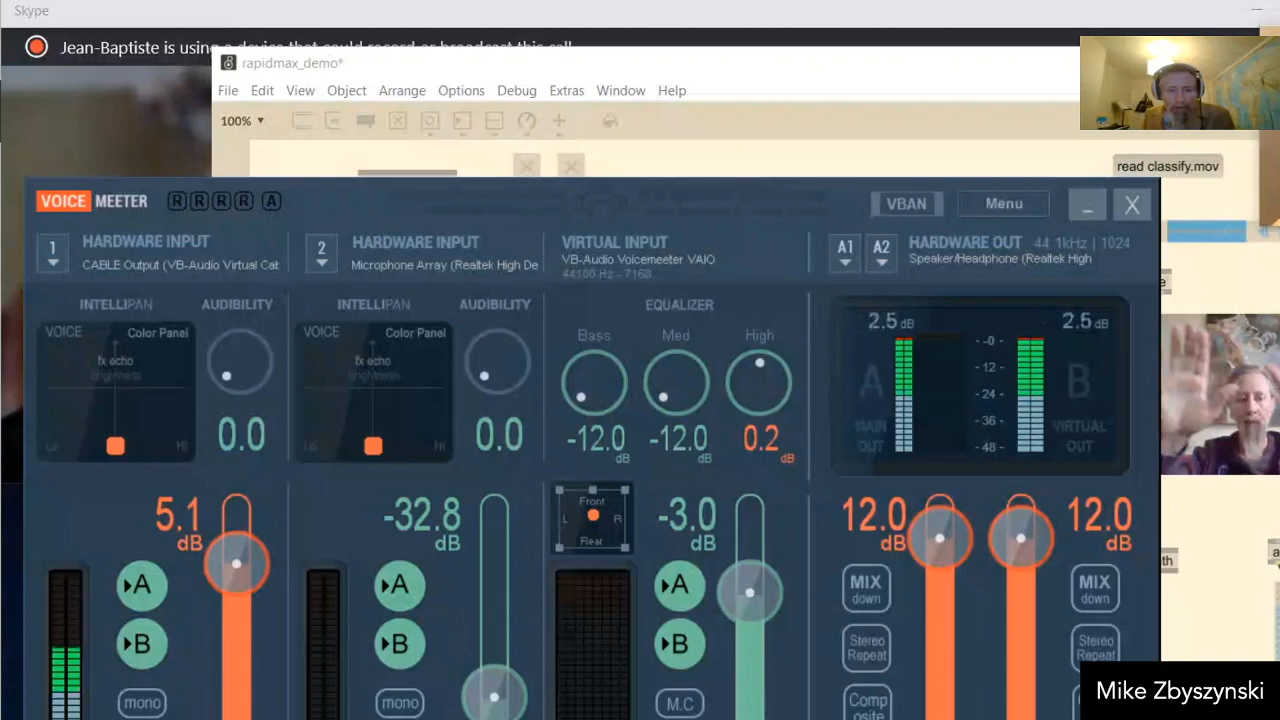 Skype
Jean-Baptiste is using a device that could record or broadcast this call
rapidmax_demo*
File Edit View Object Arrange Options Debug Extras Window Help
100%
read classify.mov
VOICE MEETER R R R R A
VBAN Menu _ X
1 HARDWARE INPUT
CABLE Output (VB-Audio Virtual Cat
2 HARDWARE INPUT
Microphone Array (Realtek High De
VIRTUAL INPUT
VB-Audio Voicemeeter VAIO
44100 Hz - 7168
A1 A2 HARDWARE OUT 44.1kHz | 1024
Speaker/Headphone (Realtek High
INTELLIPAN AUDIBILITY
VOICE Color Panel
fx echo
brightness
Lo Hi
0.0
INTELLIPAN AUDIBILITY
VOICE Color Panel
fx echo
brightness
Lo Hi
0.0
EQUALIZER
Bass Med High
-12.0 dB -12.0 dB 0.2 dB
2.5 dB 2.5 dB
-0
-12
-24
-36
-48
A MAIN OUT
B VIRTUAL OUT
5.1 dB
A
B
mono
-32.8 dB
A
B
mono
Front
L R
Rear
-3.0 dB
A
B
M.C
12.0 dB 12.0 dB
MIX down
Stereo Repeat
Comp osite
MIX down
Stereo Repeat
th
a
Mike Zbyszynski